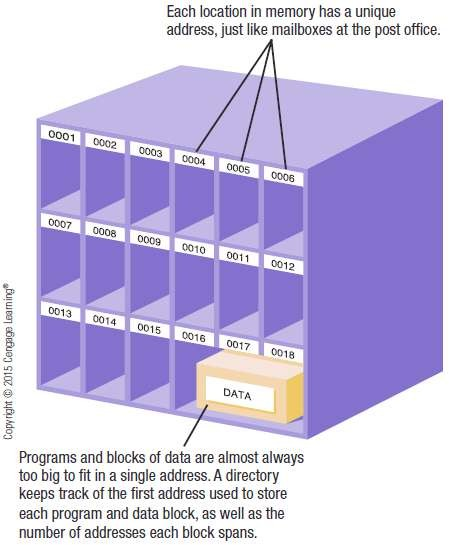 Each location in memory has a unique
address, just like mailboxes at the post office.
0001 0002 0003 0004 0005 0006
0007 0008 0009 0010 0011 0012
0013 0014 0015 0016 0017 0018
DATA
Copyright © 2015 Cengage Learning®
Programs and blocks of data are almost always
too big to fit in a single address. A directory
keeps track of the first address used to store
each program and data block, as well as the
number of addresses each block spans.